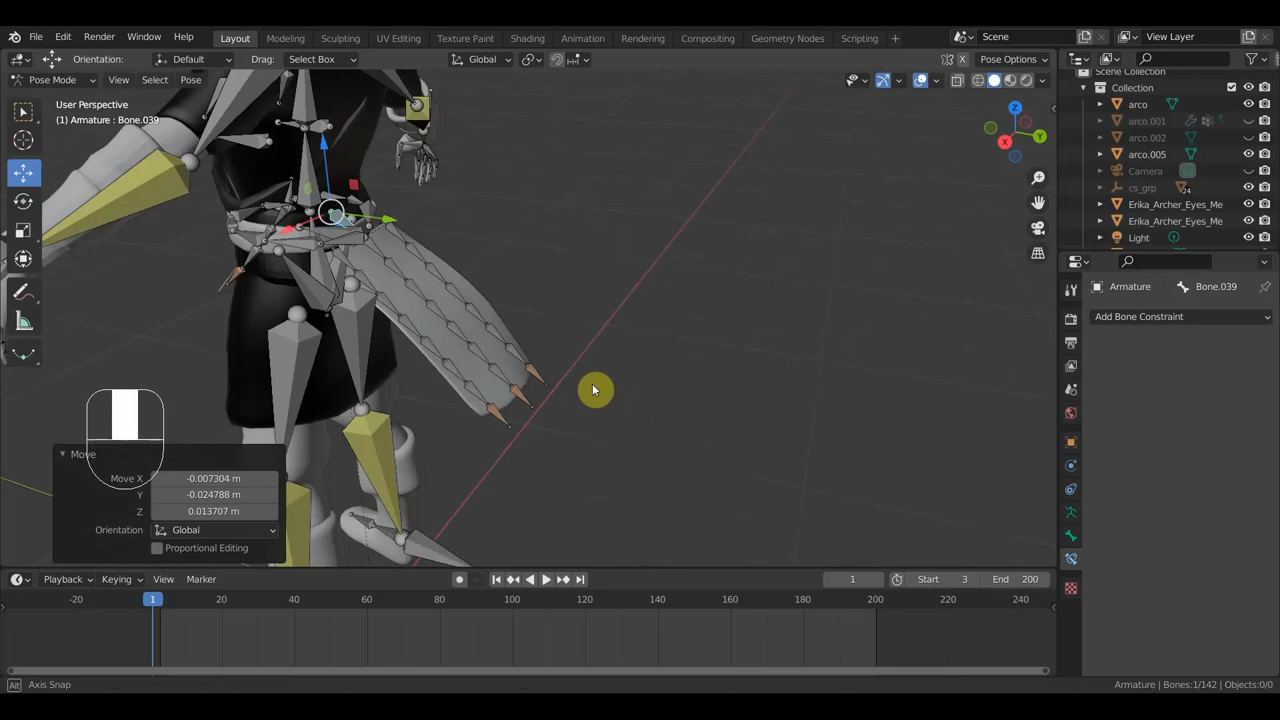 File Edit Render Window Help Layout Modeling Sculpting UV Editing Texture Paint Shading Animation Rendering Compositing Geometry Nodes Scripting + Scene View Layer
Orientation: Default Drag: Select Box Global X Y Z Pose Options
Pose Mode View Select Pose
Scene Collection
Collection
User Perspective
(1) Armature : Bone.039
arco
arco.001
arco.002
arco.005
Camera
cs_grp 24
Erika_Archer_Eyes_Me
Erika_Archer_Eyes_Me
Light
Z
Y
X
Armature Bone.039
Add Bone Constraint
Move
Move X -0.007304 m
Y -0.024788 m
Z 0.013707 m
Orientation Global
Proportional Editing
Playback Keying View Marker 1 Start 3 End 200
-20 1 20 40 60 80 100 120 140 160 180 200 220 240
Alt Axis Snap Armature | Bones:1/142 | Objects:0/0